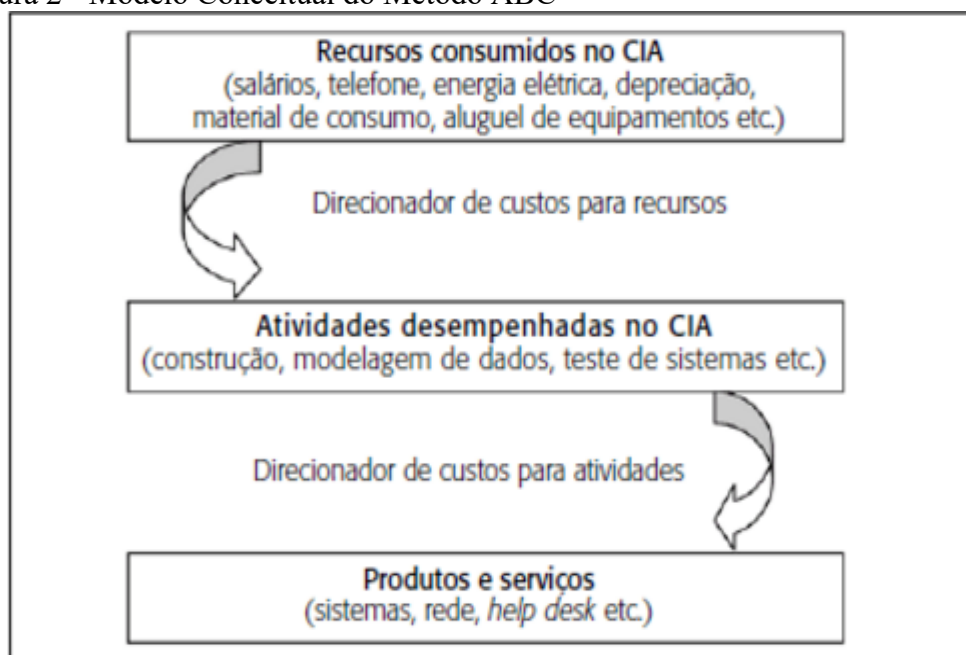 2 - Modelo Conceitual do Método ABC
Recursos consumidos no CIA
(salários, telefone, energia elétrica, depreciação,
material de consumo, aluguel de equipamentos etc.)
Direcionador de custos para recursos
Atividades desempenhadas no CIA
(construção, modelagem de dados, teste de sistemas etc.)
Direcionador de custos para atividades
Produtos e serviços
(sistemas, rede, help desk etc.)